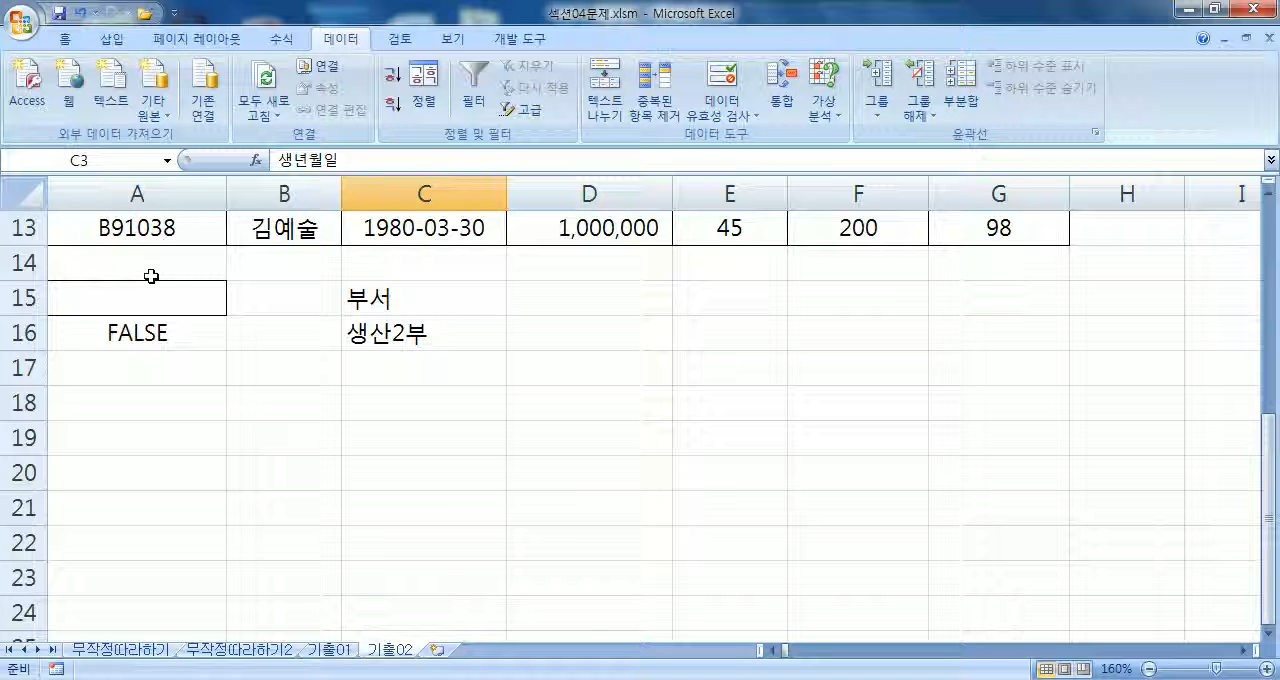 섹션04문제.xlsm - Microsoft Excel
홈 삽입 페이지 레이아웃 수식 데이터 검토 보기 개발 도구
Access 웹 텍스트 기타 원본 기존 연결
외부 데이터 가져오기
모두 새로 고침 연결 속성 연결 편집
연결
정렬 필터 지우기 다시 적용 고급
정렬 및 필터
텍스트 나누기 중복된 항목 제거 데이터 유효성 검사 통합 가상 분석
데이터 도구
그룹 그룹 해제 부분합 하위 수준 표시 하위 수준 숨기기
윤곽선
C3 fx 생년월일
A B C D E F G H I
13 B91038 김예술 1980-03-30 1,000,000 45 200 98
14
15 부서
16 FALSE 생산2부
17
18
19
20
21
22
23
24
무작정따라하기 무작정따라하기2 기출01 기출02
준비 160%